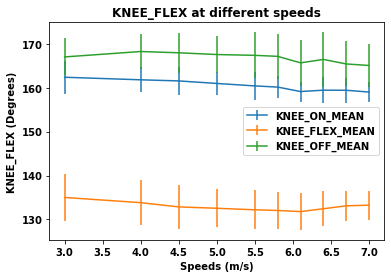 KNEE_FLEX at different speeds
KNEE_FLEX (Degrees)
170
160
150
140
130
KNEE_ON_MEAN
KNEE_FLEX_MEAN
KNEE_OFF_MEAN
3.0 3.5 4.0 4.5 5.0 5.5 6.0 6.5 7.0
Speeds (m/s)